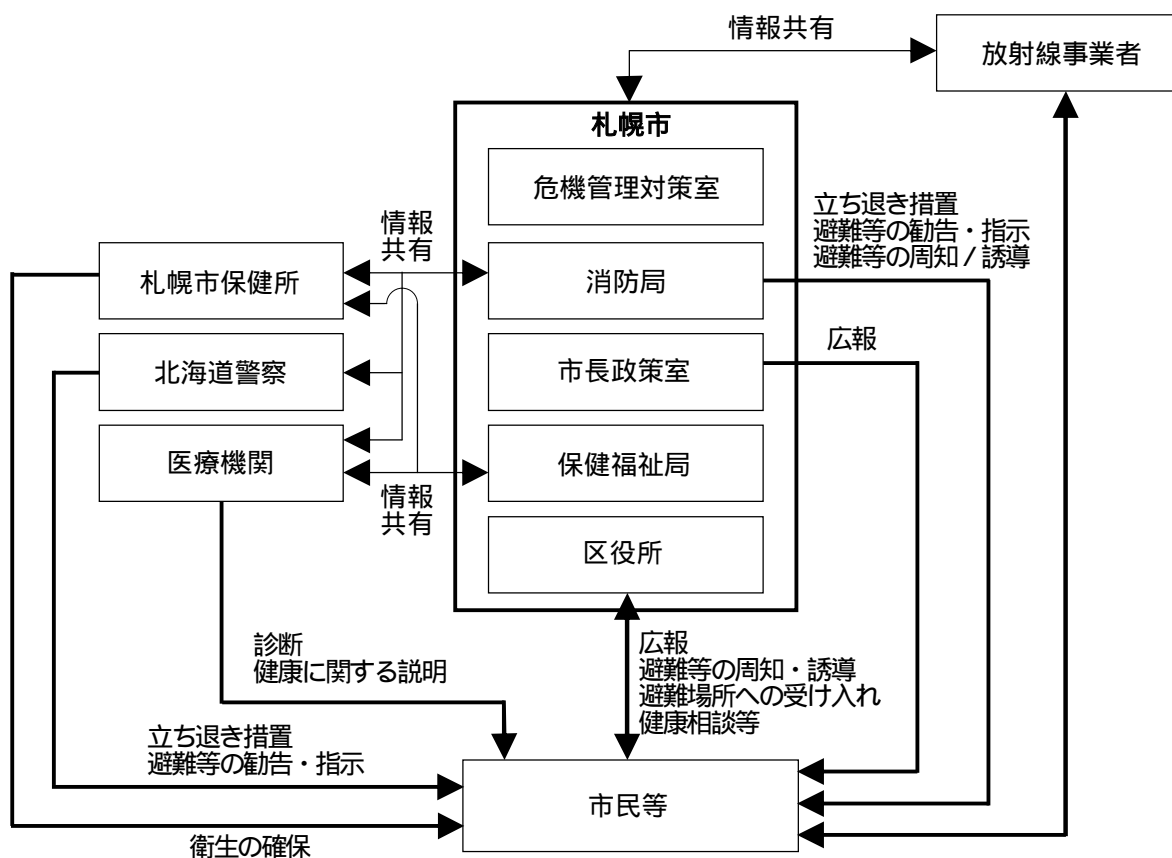 情報共有
放射線事業者
札幌市
危機管理対策室
立ち退き措置
避難等の勧告・指示
避難等の周知/誘導
情報
共有
札幌市保健所
消防局
広報
北海道警察
市長政策室
医療機関
保健福祉局
情報
共有
区役所
診断
健康に関する説明
広報
避難等の周知・誘導
避難場所への受け入れ
健康相談等
立ち退き措置
避難等の勧告・指示
市民等
衛生の確保